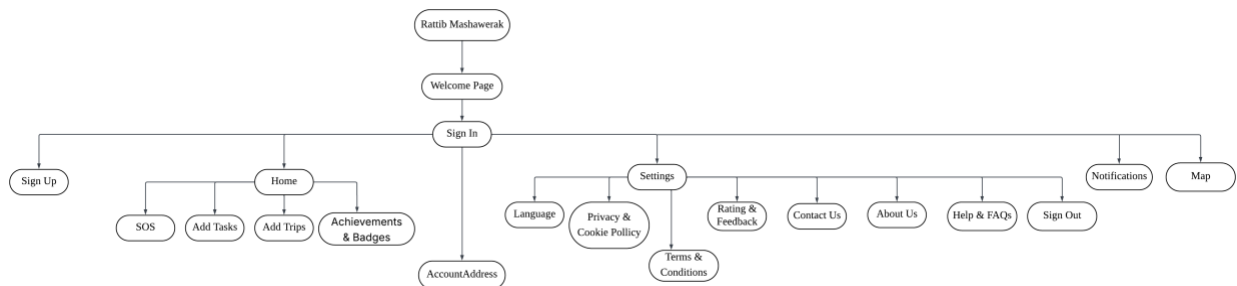 Rattib Mashawerak
Welcome Page
Sign In
Sign Up
Home
Settings
Notifications
Map
SOS
Add Tasks
Add Trips
Achievements
& Badges
Language
Privacy &
Cookie Pollicy
Rating &
Feedback
Contact Us
About Us
Help & FAQs
Sign Out
Terms &
Conditions
AccountAddress